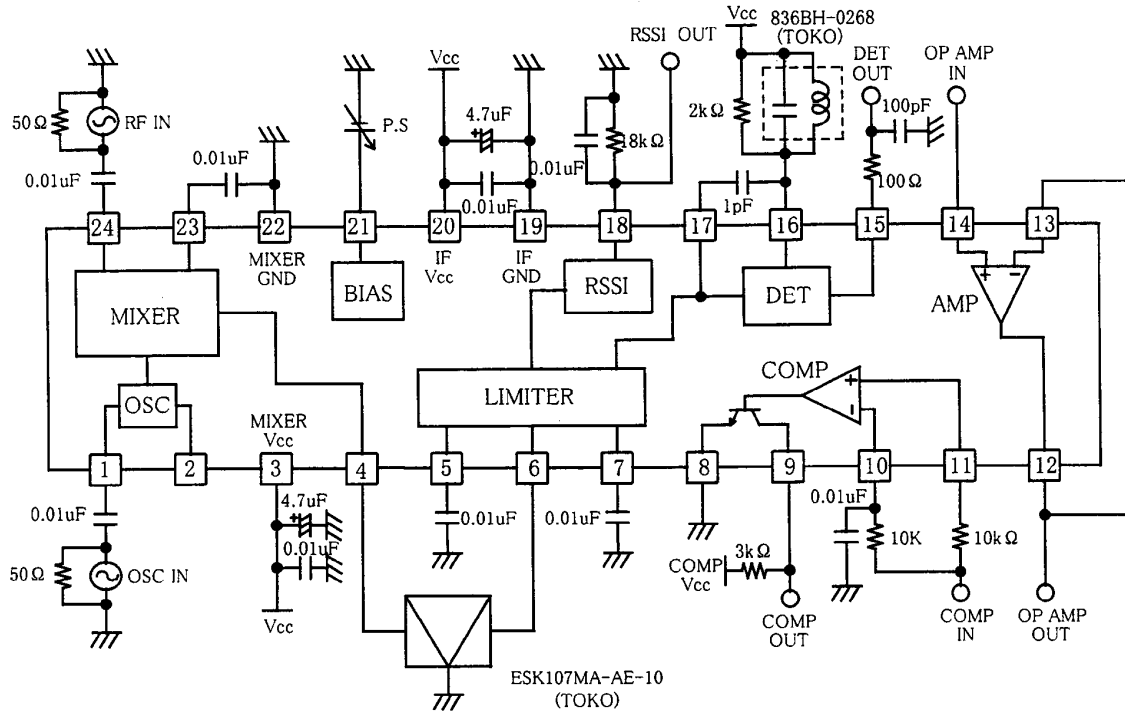 Vcc
836BH-0268
(TOKO)
RSSI OUT
DET
OUT
OP AMP
IN
Vcc
50Ω
RF IN
P.S
4.7uF
+
2kΩ
100pF
0.01uF
0.01uF
0.01uF
18kΩ
0.01uF
1pF
100Ω
24
23
22
21
20
19
18
17
16
15
14
13
MIXER
GND
IF
Vcc
IF
GND
BIAS
RSSI
DET
+
−
AMP
MIXER
OSC
LIMITER
COMP
+
−
MIXER
Vcc
1
2
3
4
5
6
7
8
9
10
11
12
0.01uF
4.7uF
+
0.01uF
0.01uF
0.01uF
0.01uF
10K
10kΩ
50Ω
OSC IN
Vcc
COMP
Vcc
3kΩ
COMP
OUT
COMP
IN
OP AMP
OUT
ESK107MA-AE-10
(TOKO)